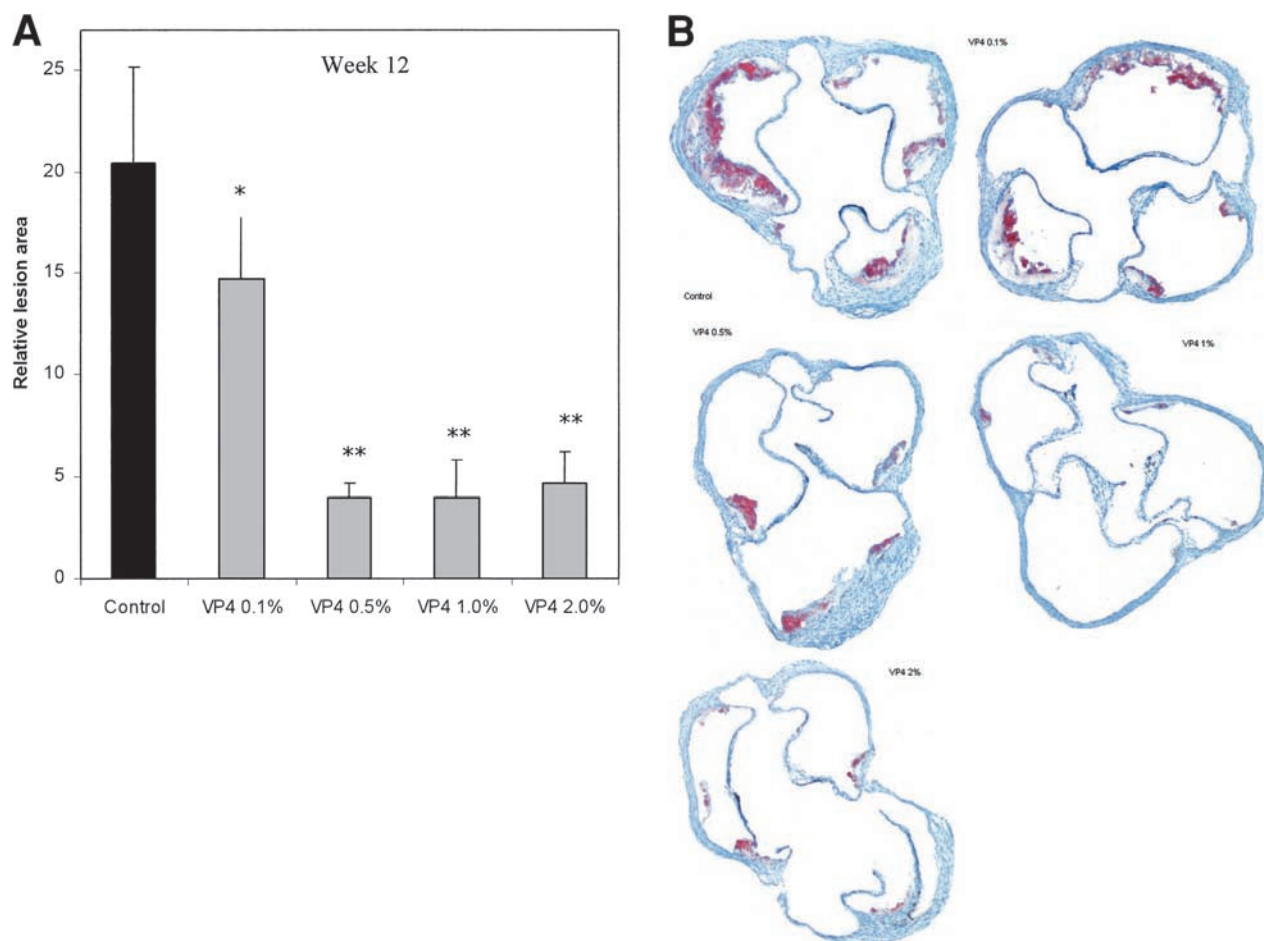 A
Week 12
Relative lesion area
25
20
15
10
5
0
*
**
**
**
Control
VP4 0.1%
VP4 0.5%
VP4 1.0%
VP4 2.0%
B
VP4 0.1%
Control
VP4 0.5%
VP4 1%
VP4 2%